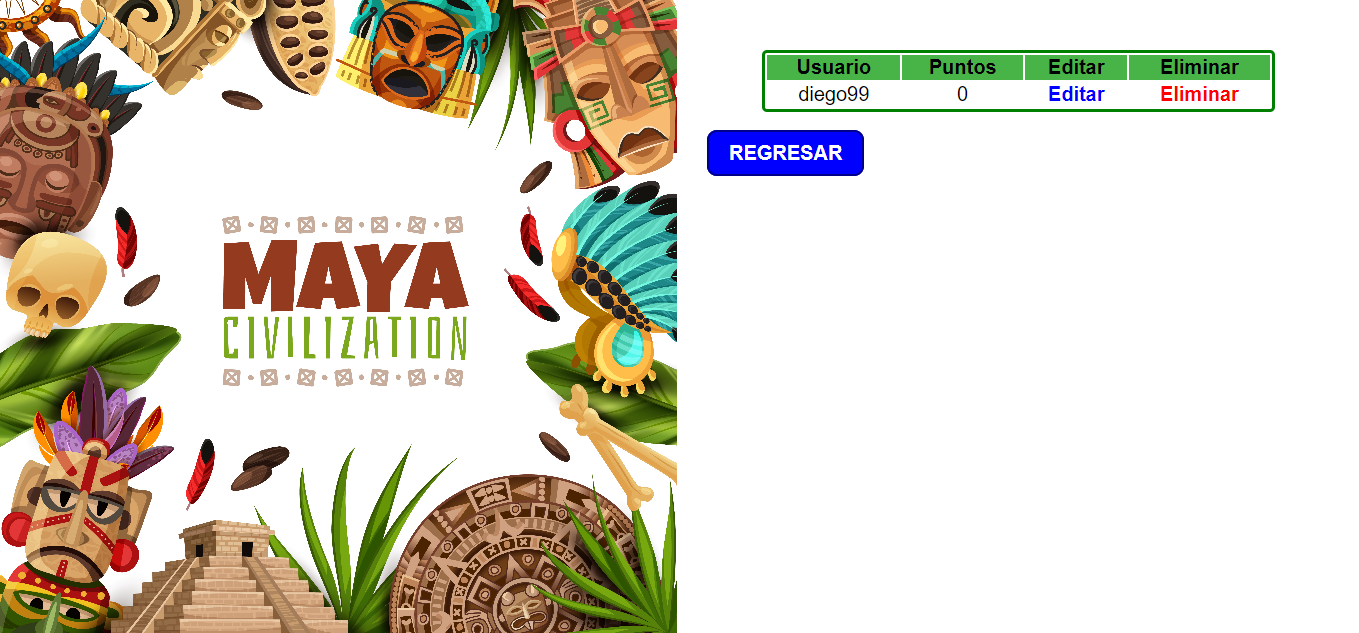 MAYA
CIVILIZATION
Usuario Puntos Editar Eliminar
diego99 0 Editar Eliminar
REGRESAR